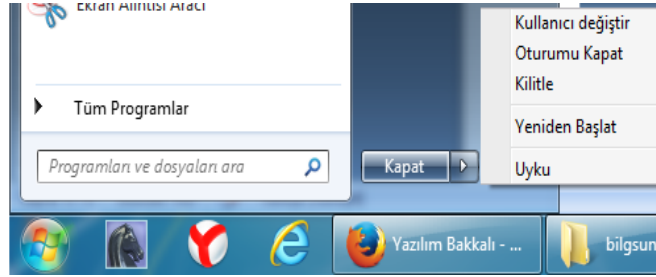 Ekran Alıntısı Aracı
Tüm Programlar
Programları ve dosyaları ara
Kapat
Kullanıcı değiştir
Oturumu Kapat
Kilitle
Yeniden Başlat
Uyku
Yazılım Bakkalı - ...
bilgsun